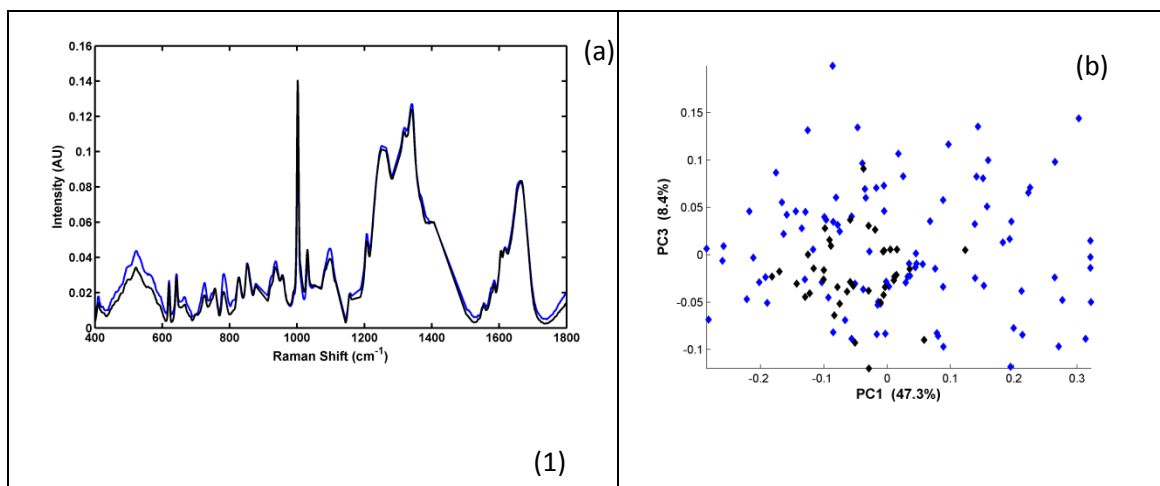 (a)
0.16
0.14
0.12
0.1
0.08
0.06
0.04
0.02
0
400 600 800 1000 1200 1400 1600 1800
Intensity (AU)
Raman Shift (cm-1)
(1)
(b)
0.15
0.1
0.05
0
-0.05
-0.1
-0.2 -0.1 0 0.1 0.2 0.3
PC3 (8.4%)
PC1 (47.3%)